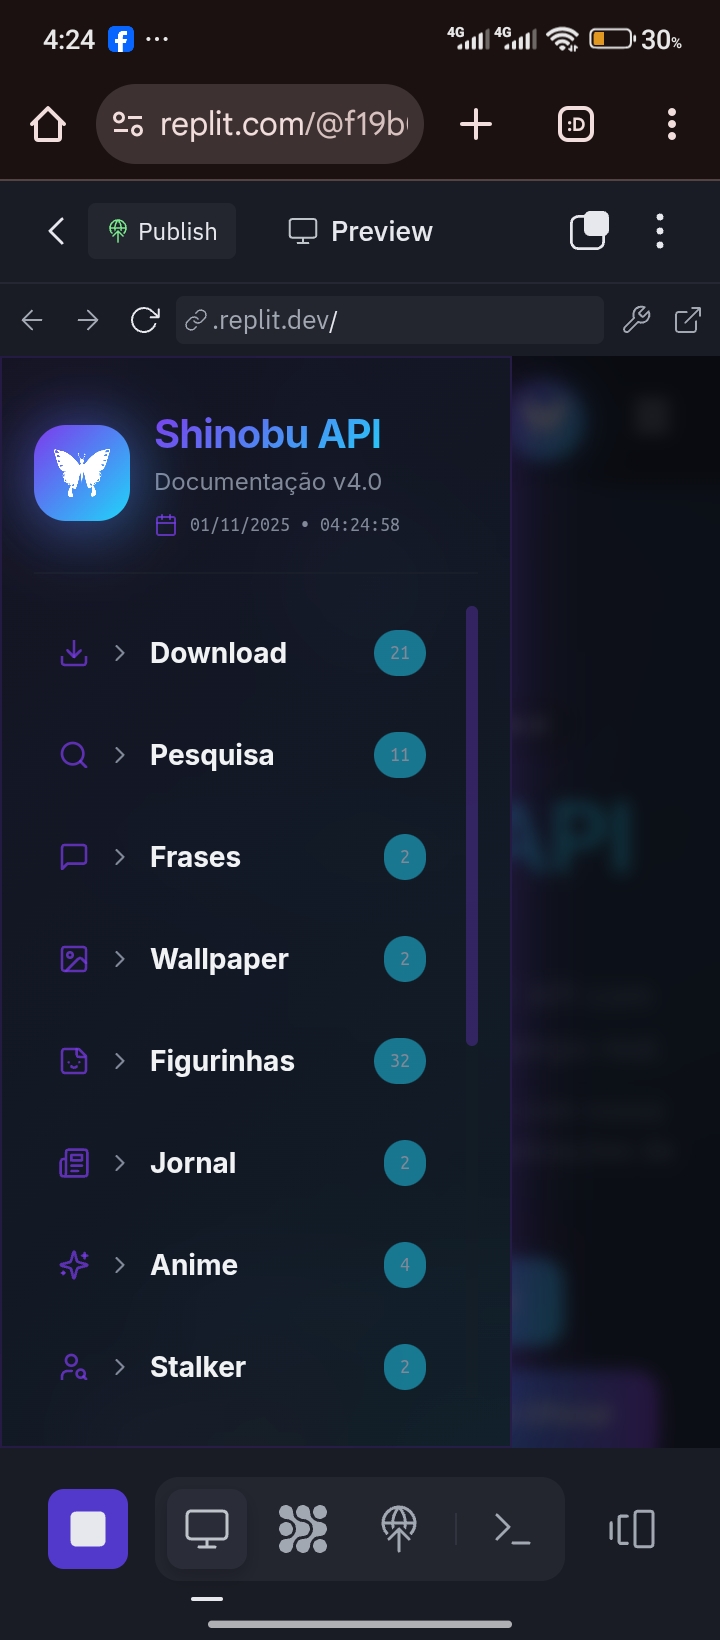 4:24
4G 4G 30%
replit.com/@f19b
:D
Publish
Preview
.replit.dev/
Shinobu API
Documentação v4.0
01/11/2025 • 04:24:58
Download 21
Pesquisa 11
Frases 2
Wallpaper 2
Figurinhas 32
Jornal 2
Anime 4
Stalker 2
API